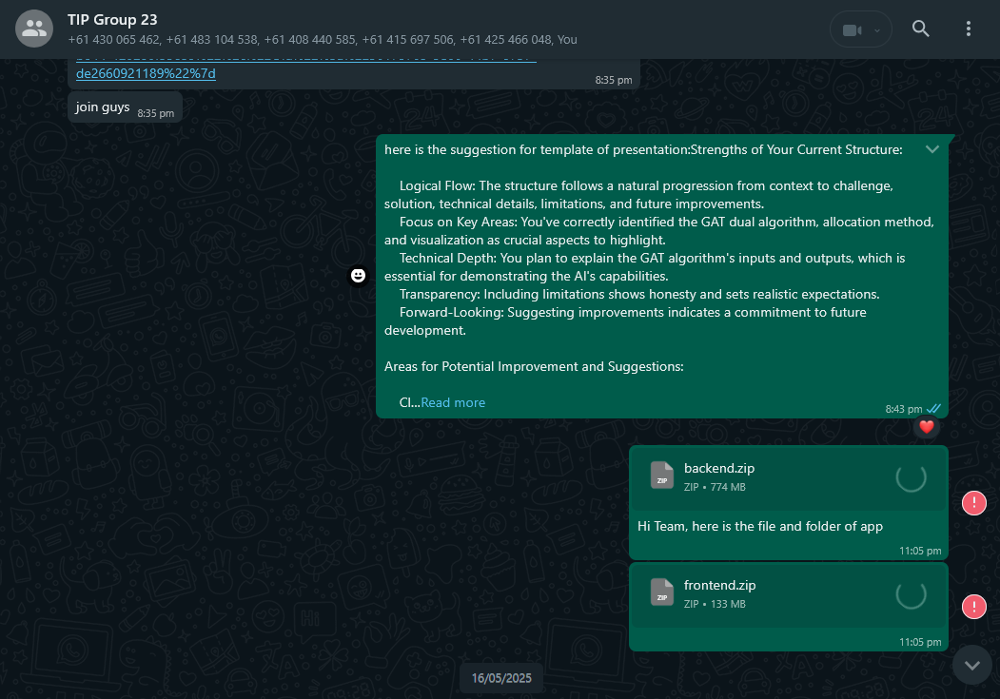 TIP Group 23
+61 430 065 462, +61 483 104 538, +61 408 440 585, +61 415 697 506, +61 425 466 048, You
de2660921189%22%7d
8:35 pm
join guys
8:35 pm
here is the suggestion for template of presentation:Strengths of Your Current Structure:
Logical Flow: The structure follows a natural progression from context to challenge,
solution, technical details, limitations, and future improvements.
Focus on Key Areas: You've correctly identified the GAT dual algorithm, allocation method,
and visualization as crucial aspects to highlight.
Technical Depth: You plan to explain the GAT algorithm's inputs and outputs, which is
essential for demonstrating the AI's capabilities.
Transparency: Including limitations shows honesty and sets realistic expectations.
Forward-Looking: Suggesting improvements indicates a commitment to future
development.
Areas for Potential Improvement and Suggestions:
Cl...Read more
8:43 pm
backend.zip
ZIP
ZIP • 774 MB
Hi Team, here is the file and folder of app
11:05 pm
frontend.zip
ZIP
ZIP • 133 MB
11:05 pm
16/05/2025